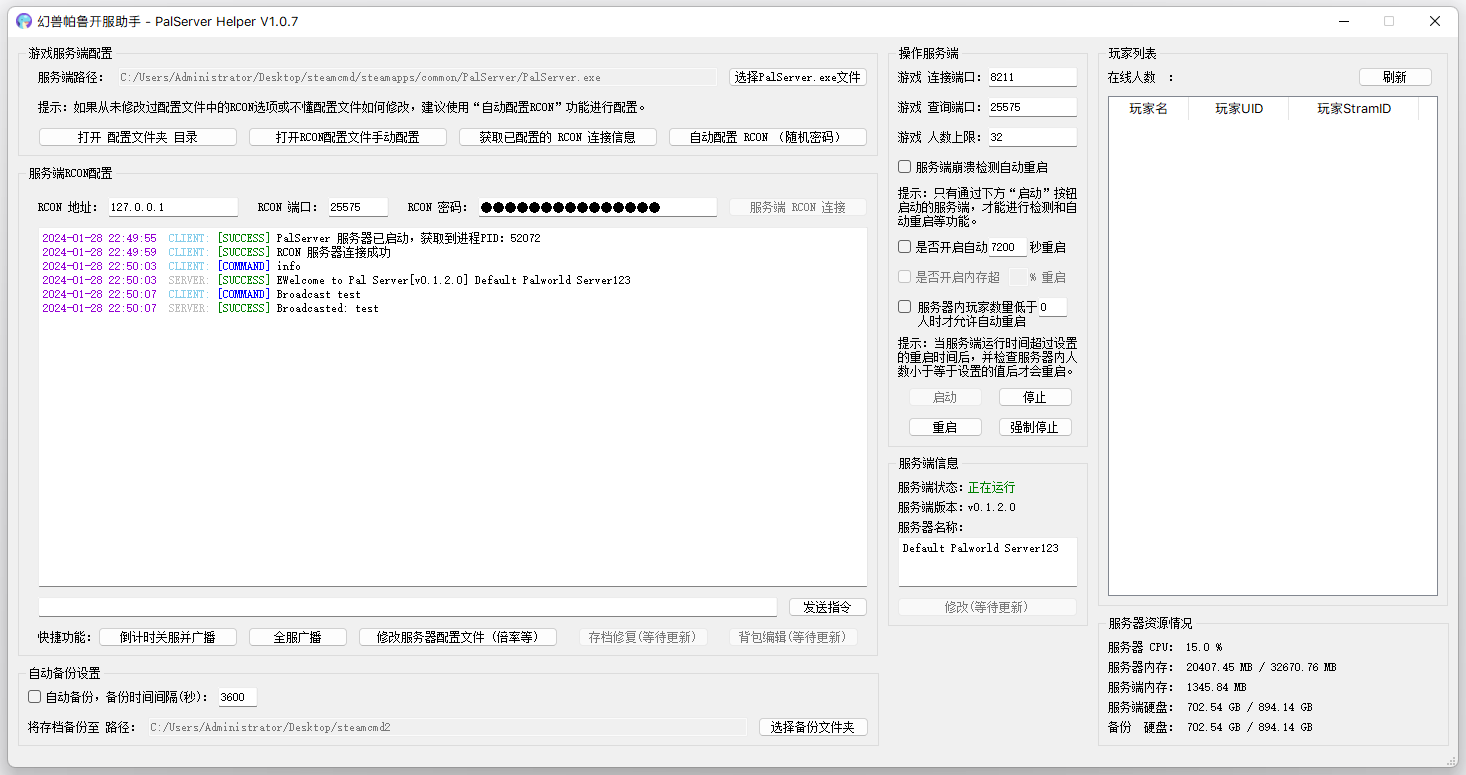 幻兽帕鲁开服助手 - PalServer Helper V1.0.7
游戏服务端配置
服务端路径： C:/Users/Administrator/Desktop/steamcmd/steamapps/common/PalServer/PalServer.exe 选择PalServer.exe文件
提示：如果从未修改过配置文件中的RCON选项或不懂配置文件如何修改，建议使用“自动配置RCON”功能进行配置。
打开 配置文件夹 目录 打开RCON配置文件手动配置 获取已配置的 RCON 连接信息 自动配置 RCON （随机密码）
服务端RCON配置
RCON 地址： 127.0.0.1 RCON 端口： 25575 RCON 密码： ●●●●●●●●●●●●●●● 服务端 RCON 连接
2024-01-28 22:49:55 CLIENT: [SUCCESS] PalServer 服务器已启动，获取到进程PID：52072
2024-01-28 22:49:59 CLIENT: [SUCCESS] RCON 服务器连接成功
2024-01-28 22:50:03 CLIENT: [COMMAND] info
2024-01-28 22:50:03 SERVER: [SUCCESS] EWelcome to Pal Server[v0.1.2.0] Default Palworld Server123
2024-01-28 22:50:07 CLIENT: [COMMAND] Broadcast test
2024-01-28 22:50:07 SERVER: [SUCCESS] Broadcasted: test
发送指令
快捷功能： 倒计时关服并广播 全服广播 修改服务器配置文件（倍率等） 存档修复(等待更新) 背包编辑(等待更新)
自动备份设置
自动备份，备份时间间隔(秒)： 3600
将存档备份至 路径： C:/Users/Administrator/Desktop/steamcmd2 选择备份文件夹
操作服务端
游戏 连接端口： 8211
游戏 查询端口： 25575
游戏 人数上限： 32
服务端崩溃检测自动重启
提示：只有通过下方“启动”按钮
启动的服务端，才能进行检测和自
动重启等功能。
是否开启自动 7200 秒重启
是否开启内存超 % 重启
服务器内玩家数量低于 0
人时才允许自动重启
提示：当服务端运行时间超过设置
的重启时间后，并检查服务器内人
数小于等于设置的值后才会重启。
启动 停止
重启 强制停止
服务端信息
服务端状态：正在运行
服务端版本：v0.1.2.0
服务器名称：
Default Palworld Server123
修改(等待更新)
玩家列表
在线人数 ： 刷新
玩家名 玩家UID 玩家StramID
服务器资源情况
服务器 CPU： 15.0 %
服务器内存： 20407.45 MB / 32670.76 MB
服务端内存： 1345.84 MB
服务端硬盘： 702.54 GB / 894.14 GB
备份 硬盘： 702.54 GB / 894.14 GB